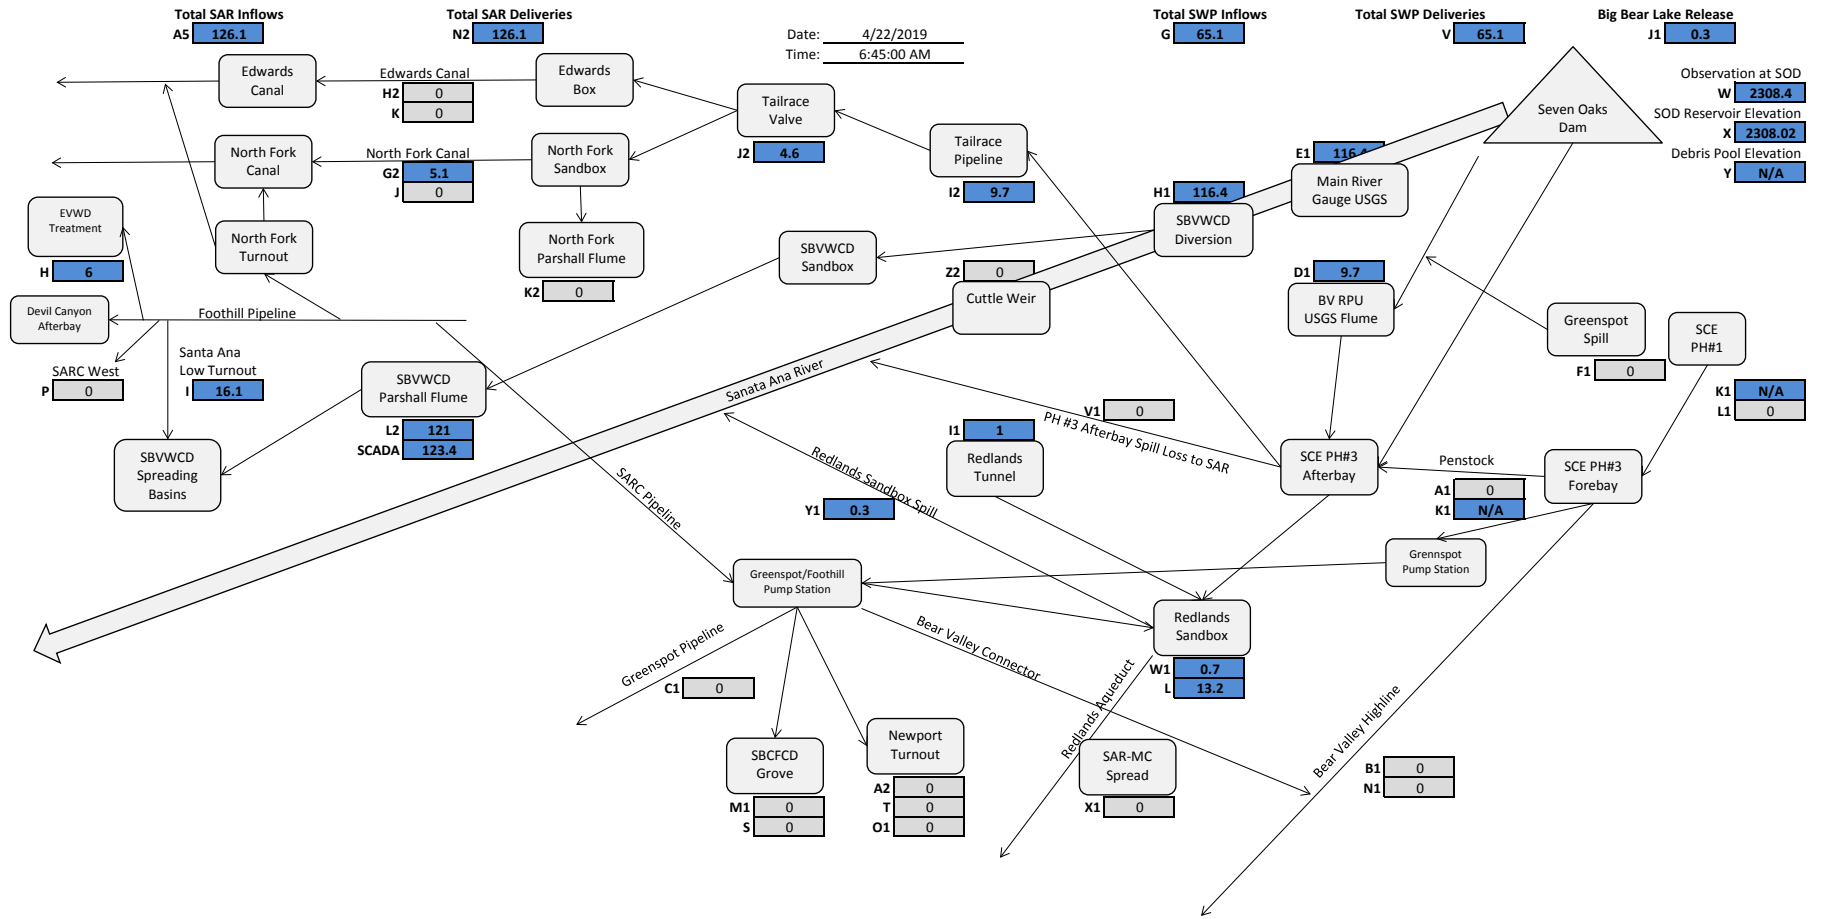 Total SAR Inflows
A5 126.1
Total SAR Deliveries
N2 126.1
Date: 4/22/2019
Time: 6:45:00 AM
Total SWP Inflows
G 65.1
Total SWP Deliveries
V 65.1
Big Bear Lake Release
J1 0.3
Observation at SOD
W 2308.4
SOD Reservoir Elevation
X 2308.02
Debris Pool Elevation
Y N/A
Seven Oaks
Dam
Edwards
Canal
Edwards Canal
H2 0
K 0
Edwards
Box
Tailrace
Valve
J2 4.6
Tailrace
Pipeline
I2 9.7
North Fork
Canal
North Fork Canal
G2 5.1
J 0
North Fork
Sandbox
E1 116.4
Main River
Gauge USGS
H1 116.4
SBVWCD
Diversion
EVWD
Treatment
H 6
North Fork
Turnout
North Fork
Parshall Flume
K2 0
SBVWCD
Sandbox
Z2 0
Cuttle Weir
D1 9.7
BV RPU
USGS Flume
Greenspot
Spill
F1 0
SCE
PH#1
K1 N/A
L1 0
Devil Canyon
Afterbay
Foothill Pipeline
SARC West
P 0
Santa Ana
Low Turnout
I 16.1
SBVWCD
Parshall Flume
L2 121
SCADA 123.4
Sanata Ana River
V1 0
PH #3 Afterbay Spill Loss to SAR
I1 1
Redlands
Tunnel
SCE PH#3
Afterbay
Penstock
A1 0
K1 N/A
SCE PH#3
Forebay
SBVWCD
Spreading
Basins
SARC Pipeline
Redlands Sandbox Spill
Y1 0.3
Grennspot
Pump Station
Greenspot/Foothill
Pump Station
Redlands
Sandbox
W1 0.7
L 13.2
Greenspot Pipeline
C1 0
Bear Valley Connector
Redlands Aqueduct
Bear Valley Highline
SBCFCD
Grove
M1 0
S 0
Newport
Turnout
A2 0
T 0
O1 0
SAR-MC
Spread
X1 0
B1 0
N1 0